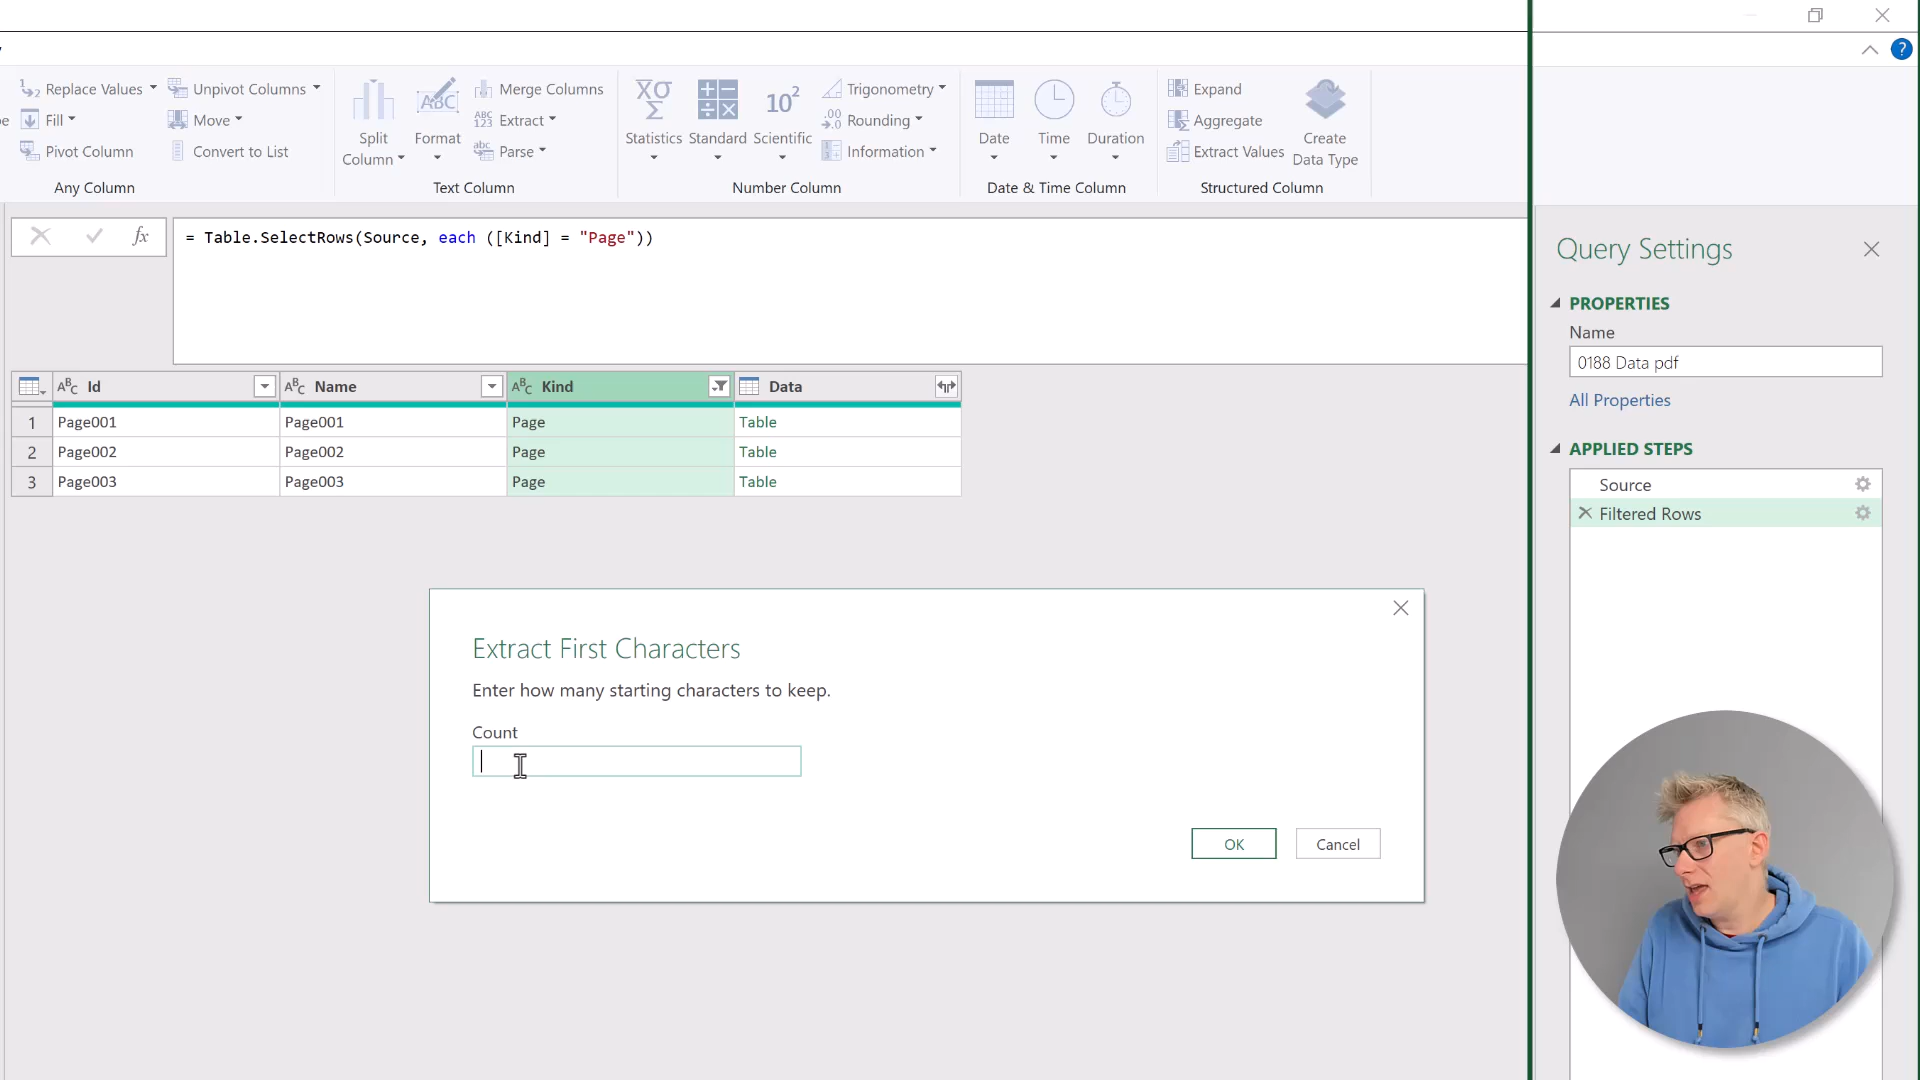 Replace Values
Unpivot Columns
Fill
Move
Pivot Column
Convert to List
Any Column
Split Column
Format
Merge Columns
Extract
Parse
Text Column
Statistics
Standard
Scientific
Trigonometry
Rounding
Information
Number Column
Date
Time
Duration
Date & Time Column
Expand
Aggregate
Extract Values
Create Data Type
Structured Column
= Table.SelectRows(Source, each ([Kind] = "Page"))
Id Name Kind Data
1 Page001 Page001 Page Table
2 Page002 Page002 Page Table
3 Page003 Page003 Page Table
Extract First Characters
Enter how many starting characters to keep.
Count
OK Cancel
Query Settings
PROPERTIES
Name
0188 Data pdf
All Properties
APPLIED STEPS
Source
Filtered Rows